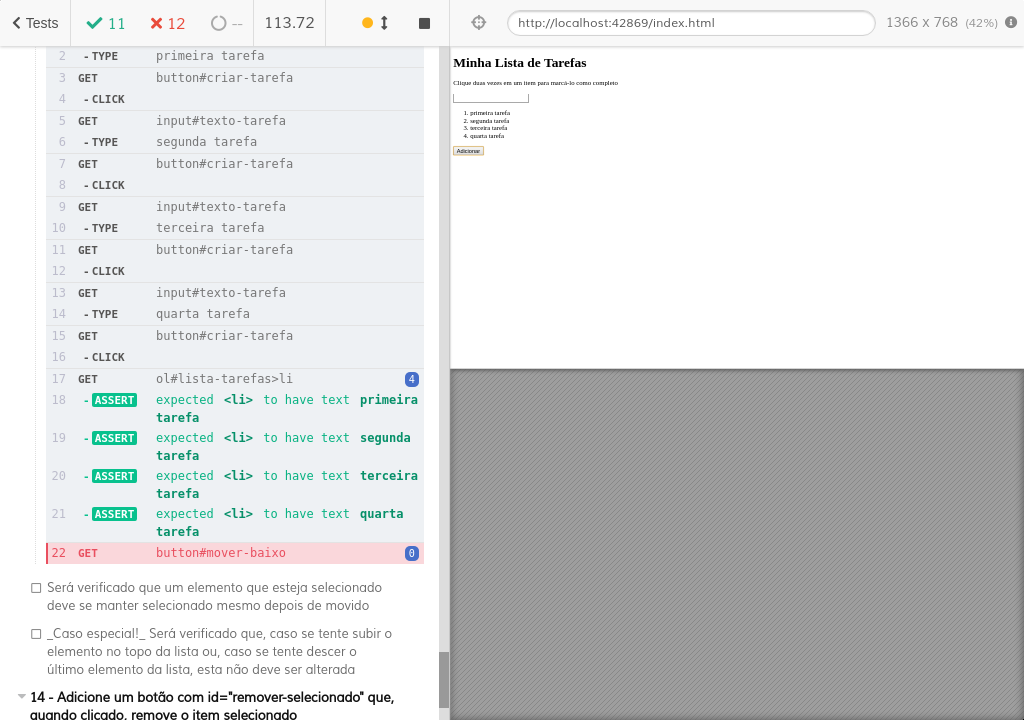 Tests
11
12
--
113.72
http://localhost:42869/index.html
1366 x 768 (42%)
2 - TYPE primeira tarefa
3 GET button#criar-tarefa
4 - CLICK
5 GET input#texto-tarefa
6 - TYPE segunda tarefa
7 GET button#criar-tarefa
8 - CLICK
9 GET input#texto-tarefa
10 - TYPE terceira tarefa
11 GET button#criar-tarefa
12 - CLICK
13 GET input#texto-tarefa
14 - TYPE quarta tarefa
15 GET button#criar-tarefa
16 - CLICK
17 GET ol#lista-tarefas>li 4
18 - ASSERT expected <li> to have text primeira
tarefa
19 - ASSERT expected <li> to have text segunda
tarefa
20 - ASSERT expected <li> to have text terceira
tarefa
21 - ASSERT expected <li> to have text quarta
tarefa
22 GET button#mover-baixo 0
Será verificado que um elemento que esteja selecionado
deve se manter selecionado mesmo depois de movido
_Caso especial!_ Será verificado que, caso se tente subir o
elemento no topo da lista ou, caso se tente descer o
último elemento da lista, esta não deve ser alterada
14 - Adicione um botão com id="remover-selecionado" que,
quando clicado, remove o item selecionado
Minha Lista de Tarefas
Clique duas vezes em um item para marcá-lo como completo
1. primeira tarefa
2. segunda tarefa
3. terceira tarefa
4. quarta tarefa
Adicionar